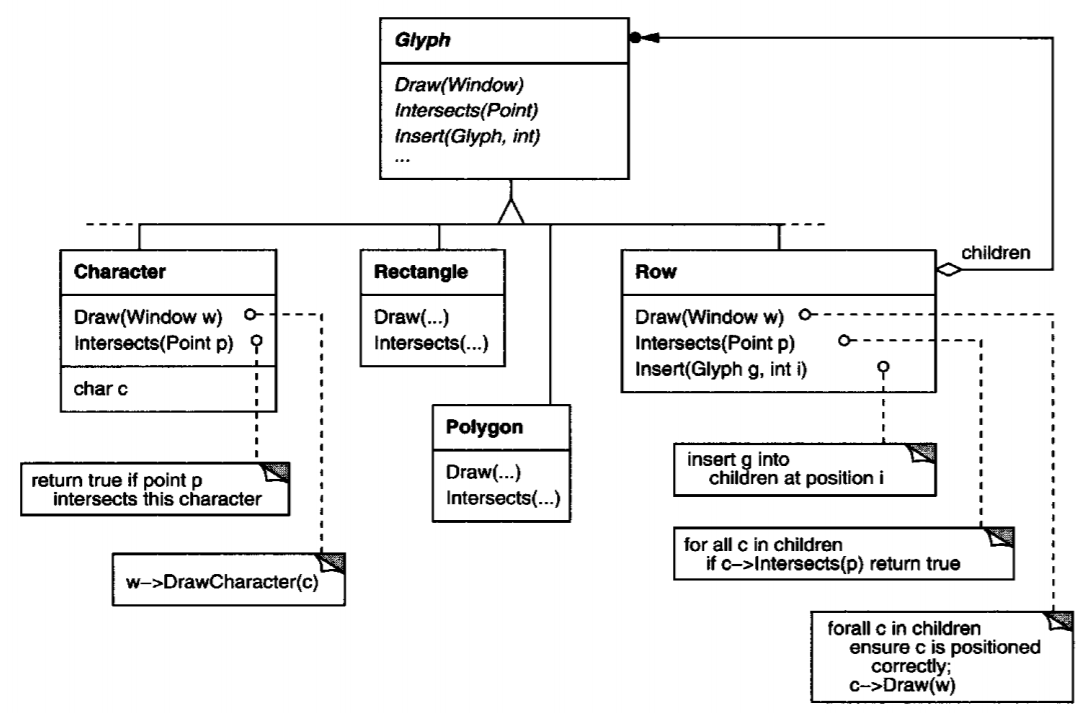 Glyph
Draw(Window)
Intersects(Point)
Insert(Glyph, int)
...
children
Character
Draw(Window w)
Intersects(Point p)
char c
Rectangle
Draw(...)
Intersects(...)
Row
Draw(Window w)
Intersects(Point p)
Insert(Glyph g, int i)
Polygon
Draw(...)
Intersects(...)
return true if point p
intersects this character
w->DrawCharacter(c)
insert g into
children at position i
for all c in children
if c->Intersects(p) return true
forall c in children
ensure c is positioned
correctly;
c->Draw(w)